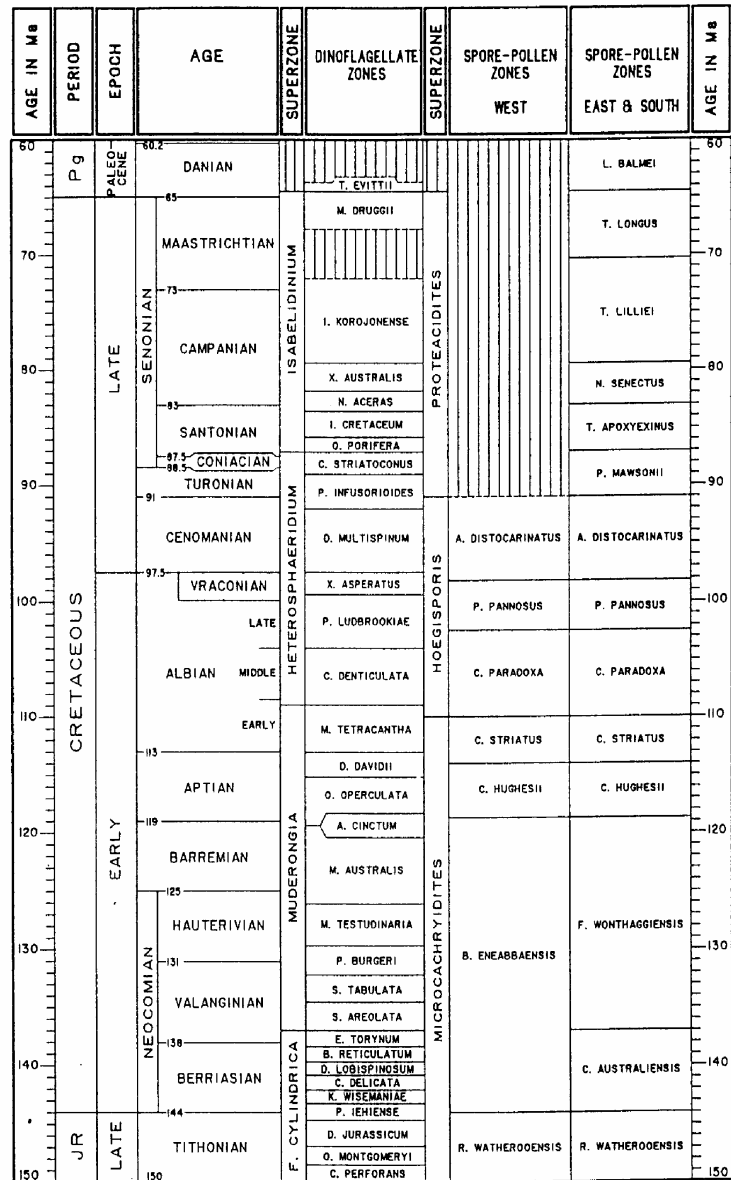 AGE IN Ma
PERIOD
EPOCH
AGE
SUPERZONE
DINOFLAGELLATE
ZONES
SUPERZONE
SPORE-POLLEN
ZONES
WEST
SPORE-POLLEN
ZONES
EAST & SOUTH
AGE IN Ma
60
70
80
90
100
110
120
130
140
150
Pg
CRETACEOUS
JR
PALEO-
CENE
LATE
EARLY
LATE
SENONIAN
NEOCOMIAN
60.2
DANIAN
65
MAASTRICHTIAN
73
CAMPANIAN
83
SANTONIAN
87.5
CONIACIAN
88.5
TURONIAN
91
CENOMANIAN
97.5
VRACONIAN
LATE
ALBIAN
MIDDLE
EARLY
113
APTIAN
119
BARREMIAN
125
HAUTERIVIAN
131
VALANGINIAN
138
BERRIASIAN
144
TITHONIAN
150
ISABELIDINIUM
HETEROSPHAERIDIUM
MUDERONGIA
F. CYLINDRICA
T. EVITTII
M. DRUGGII
I. KOROJONENSE
X. AUSTRALIS
N. ACERAS
I. CRETACEUM
O. PORIFERA
C. STRIATOCONUS
P. INFUSORIOIDES
D. MULTISPINUM
X. ASPERATUS
P. LUDBROOKIAE
C. DENTICULATA
M. TETRACANTHA
D. DAVIDII
O. OPERCULATA
A. CINCTUM
M. AUSTRALIS
M. TESTUDINARIA
P. BURGERI
S. TABULATA
S. AREOLATA
E. TORYNUM
B. RETICULATUM
D. LOBISPINOSUM
C. DELICATA
K. WISEMANIAE
P. IEHIENSE
D. JURASSICUM
O. MONTGOMERYI
C. PERFORANS
PROTEACIDITES
HOEGISPORIS
MICROCACHRYIDITES
A. DISTOCARINATUS
P. PANNOSUS
C. PARADOXA
C. STRIATUS
C. HUGHESII
B. ENEABBAENSIS
R. WATHEROOENSIS
L. BALMEI
T. LONGUS
T. LILLIEI
N. SENECTUS
T. APOXYEXINUS
P. MAWSONII
A. DISTOCARINATUS
P. PANNOSUS
C. PARADOXA
C. STRIATUS
C. HUGHESII
F. WONTHAGGIENSIS
C. AUSTRALIENSIS
R. WATHEROOENSIS
60
70
80
90
100
110
120
130
140
150